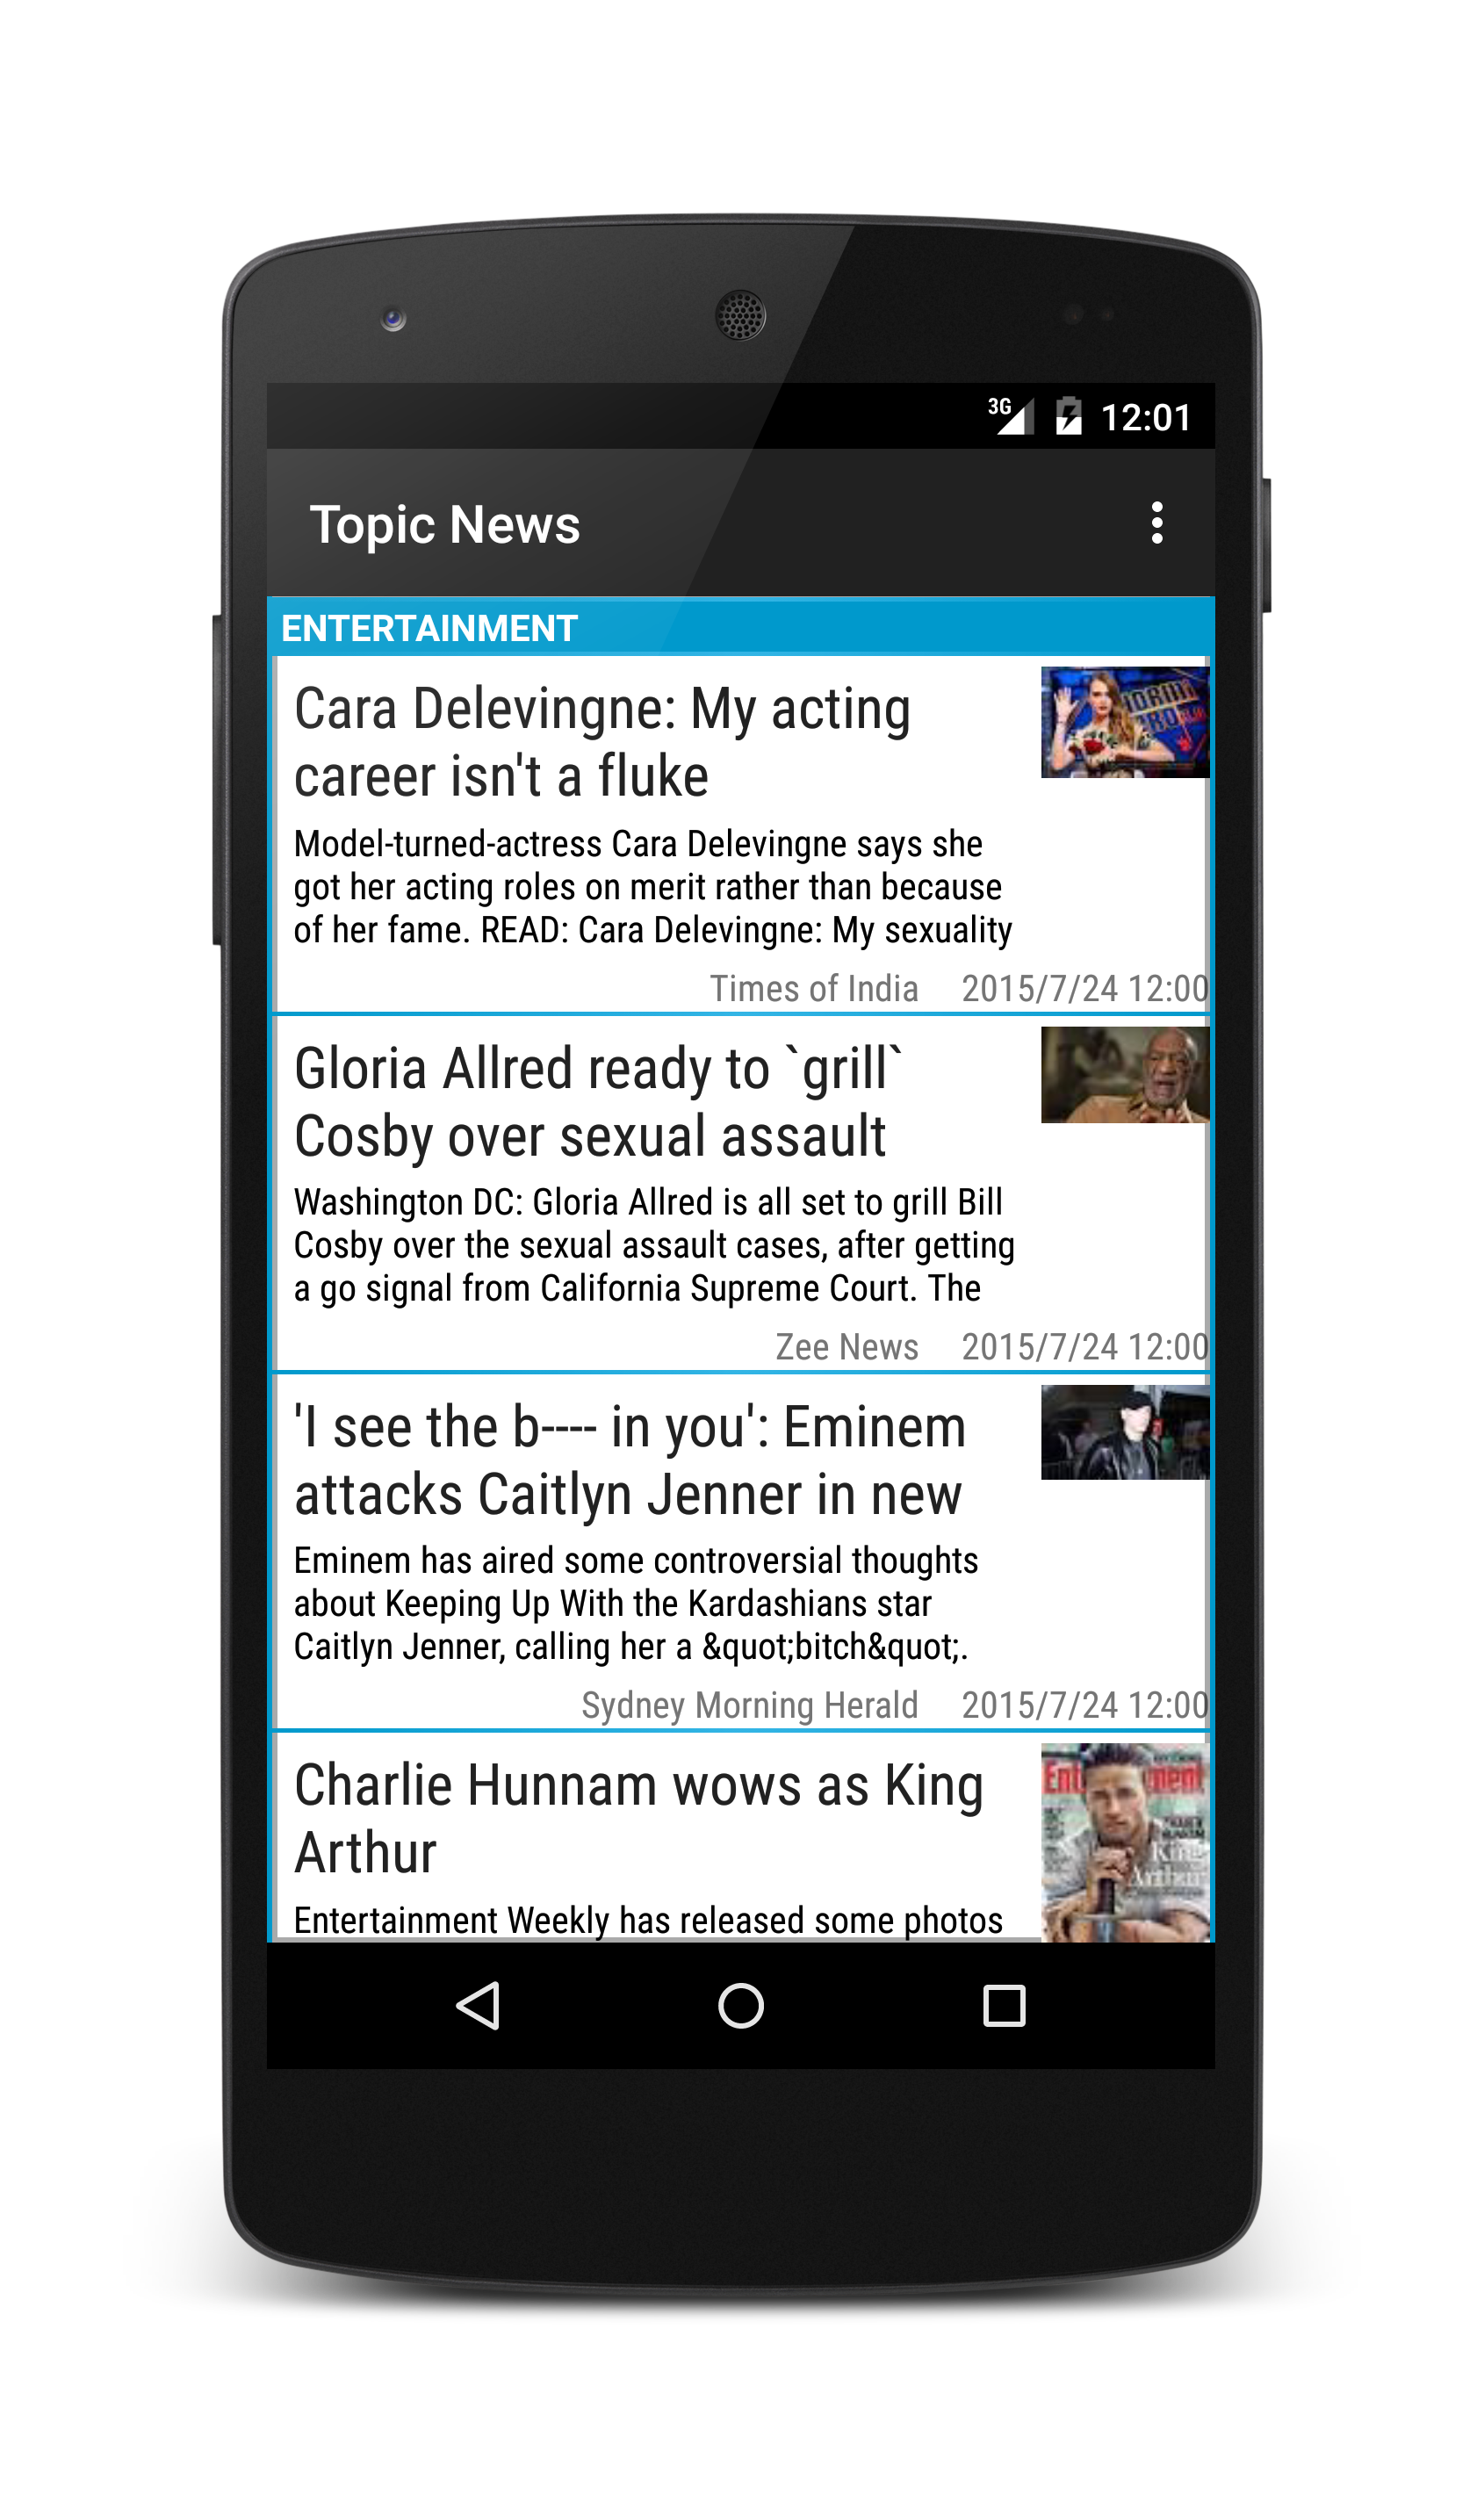 3G 12:01
Topic News
ENTERTAINMENT
Cara Delevingne: My acting
career isn't a fluke
Model-turned-actress Cara Delevingne says she
got her acting roles on merit rather than because
of her fame. READ: Cara Delevingne: My sexuality
Times of India 2015/7/24 12:00
Gloria Allred ready to `grill`
Cosby over sexual assault
Washington DC: Gloria Allred is all set to grill Bill
Cosby over the sexual assault cases, after getting
a go signal from California Supreme Court. The
Zee News 2015/7/24 12:00
'I see the b---- in you': Eminem
attacks Caitlyn Jenner in new
Eminem has aired some controversial thoughts
about Keeping Up With the Kardashians star
Caitlyn Jenner, calling her a &quot;bitch&quot;.
Sydney Morning Herald 2015/7/24 12:00
Charlie Hunnam wows as King
Arthur
King
Arthur
Entertainment Weekly has released some photos